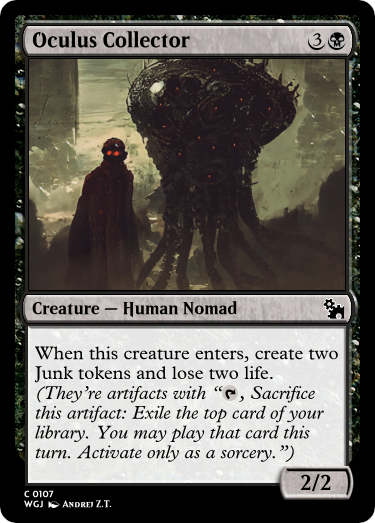 Oculus Collector 3
Creature — Human Nomad
When this creature enters, create two
Junk tokens and lose two life.
(They're artifacts with “, Sacrifice
this artifact: Exile the top card of your
library. You may play that card this
turn. Activate only as a sorcery.”)
2/2
C 0107
WGJ Andrej Z.T.